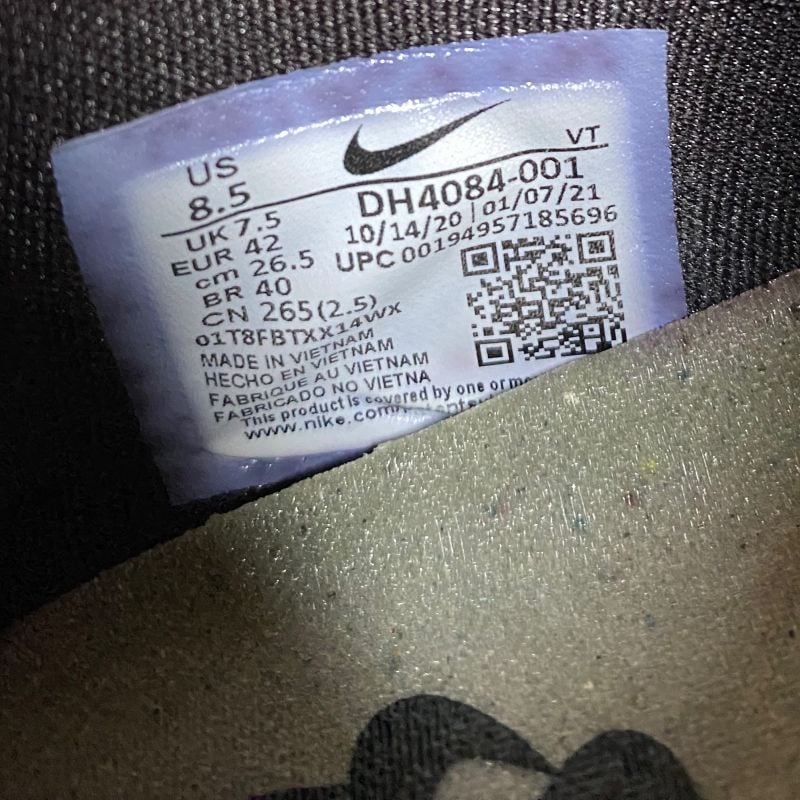 US
8.5
VT
UK 7.5
EUR 42
cm 26.5
BR 40
CN 265(2.5)
DH4084-001
10/14/20 | 01/07/21
UPC 00194957185696
01T8FBTXX14WX
MADE IN VIETNAM
HECHO EN VIETNAM
FABRIQUE AU VIETNAM
FABRICADO NO VIETNA
This product is covered by one or
www.nike.com